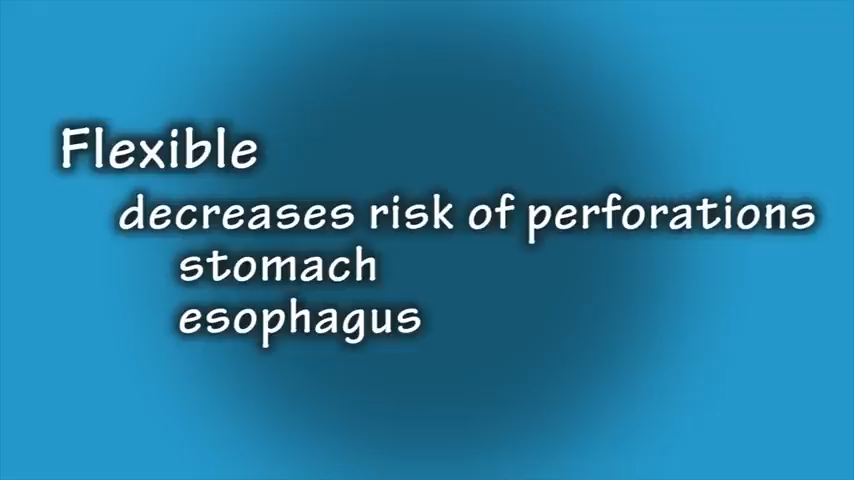 Flexible
decreases risk of perforations
stomach
esophagus